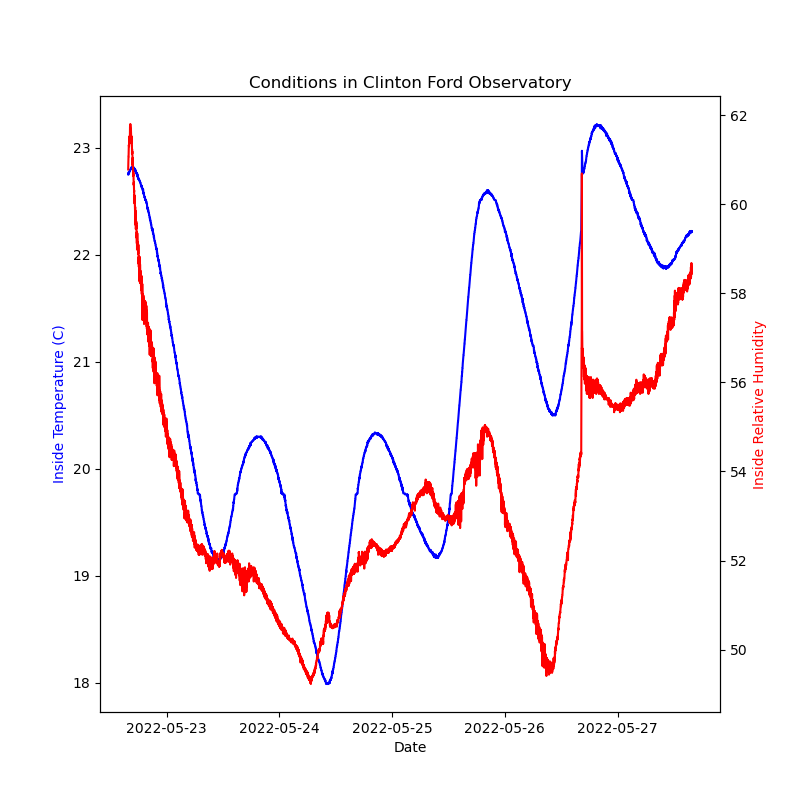 Conditions in Clinton Ford Observatory
Inside Temperature (C)
23
22
21
20
19
18
62
60
58
56
54
52
50
Inside Relative Humidity
2022-05-23 2022-05-24 2022-05-25 2022-05-26 2022-05-27
Date